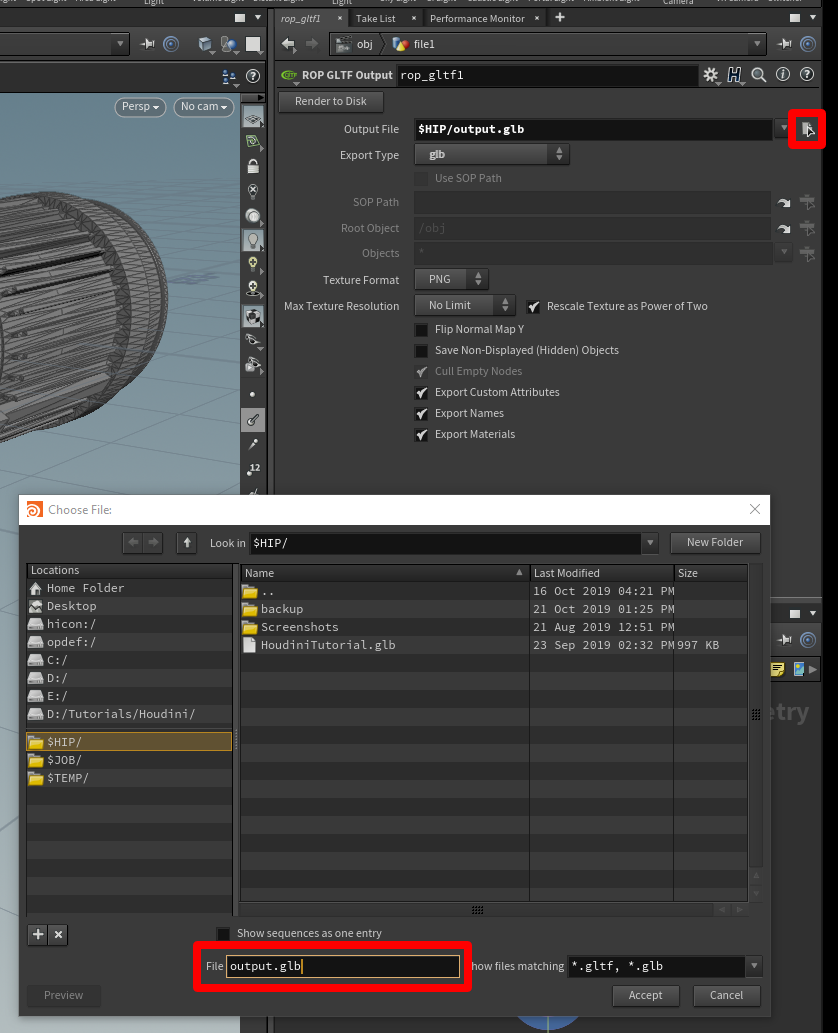 rop_gltf1 × Take List × Performance Monitor × +
obj file1
ROP GLTF Output rop_gltf1
Persp No cam
Render to Disk
Output File $HIP/output.glb
Export Type glb
Use SOP Path
SOP Path
Root Object /obj
Objects *
Texture Format PNG
Max Texture Resolution No Limit Rescale Texture as Power of Two
Flip Normal Map Y
Save Non-Displayed (Hidden) Objects
Cull Empty Nodes
Export Custom Attributes
Export Names
Export Materials
12
Choose File:
Look in $HIP/ New Folder
Locations
Home Folder
Desktop
hicon:/
opdef:/
C:/
D:/
E:/
D:/Tutorials/Houdini/
$HIP/
$JOB/
$TEMP/
Name Last Modified Size
.. 16 Oct 2019 04:21 PM
backup 21 Oct 2019 01:25 PM
Screenshots 21 Aug 2019 12:51 PM
HoudiniTutorial.glb 23 Sep 2019 02:32 PM 997 KB
etry
Show sequences as one entry
File output.glb how files matching *.gltf, *.glb
Preview Accept Cancel